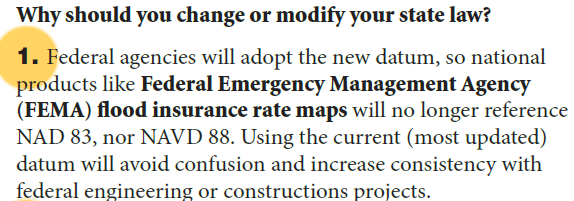 Why should you change or modify your state law?
1. Federal agencies will adopt the new datum, so national
products like Federal Emergency Management Agency
(FEMA) flood insurance rate maps will no longer reference
NAD 83, nor NAVD 88. Using the current (most updated)
datum will avoid confusion and increase consistency with
federal engineering or constructions projects.